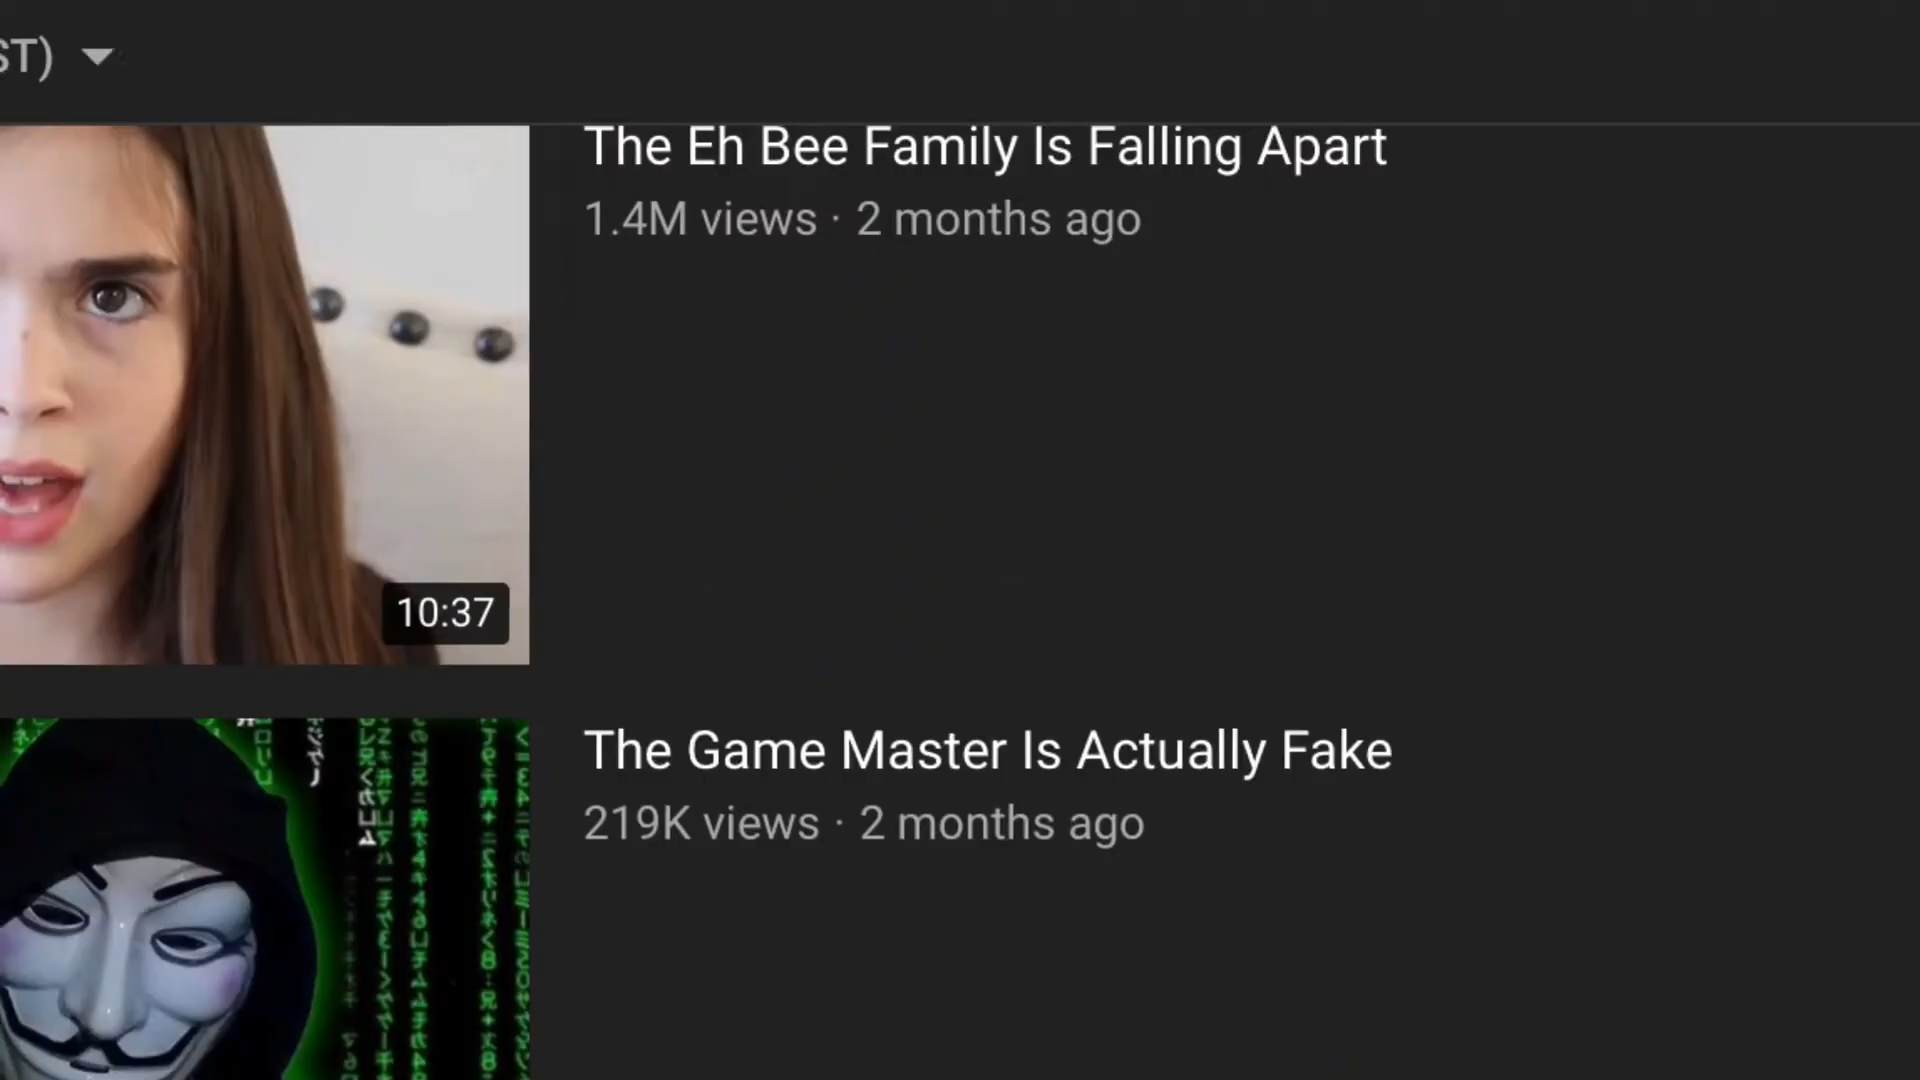 ST)
The Eh Bee Family Is Falling Apart
1.4M views · 2 months ago
10:37
The Game Master Is Actually Fake
219K views · 2 months ago